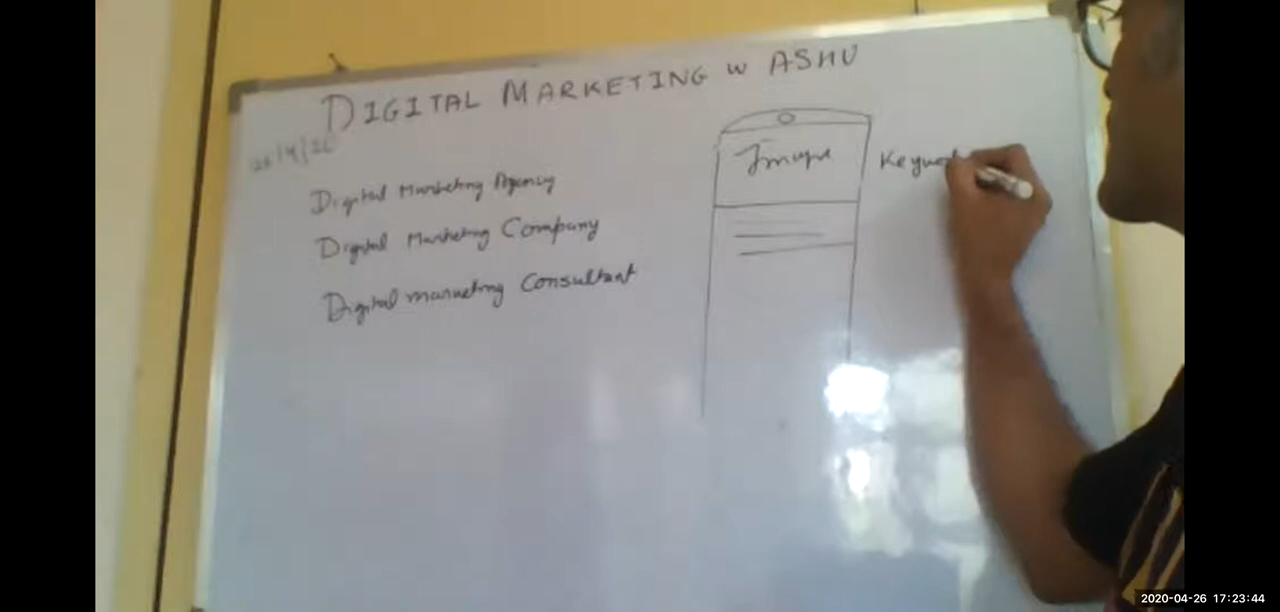 DIGITAL MARKETING W ASHU
Digital Marketing Agency
Digital Marketing Company
Digital marketing Consultant
Image
Keywo
2020-04-26 17:23:44